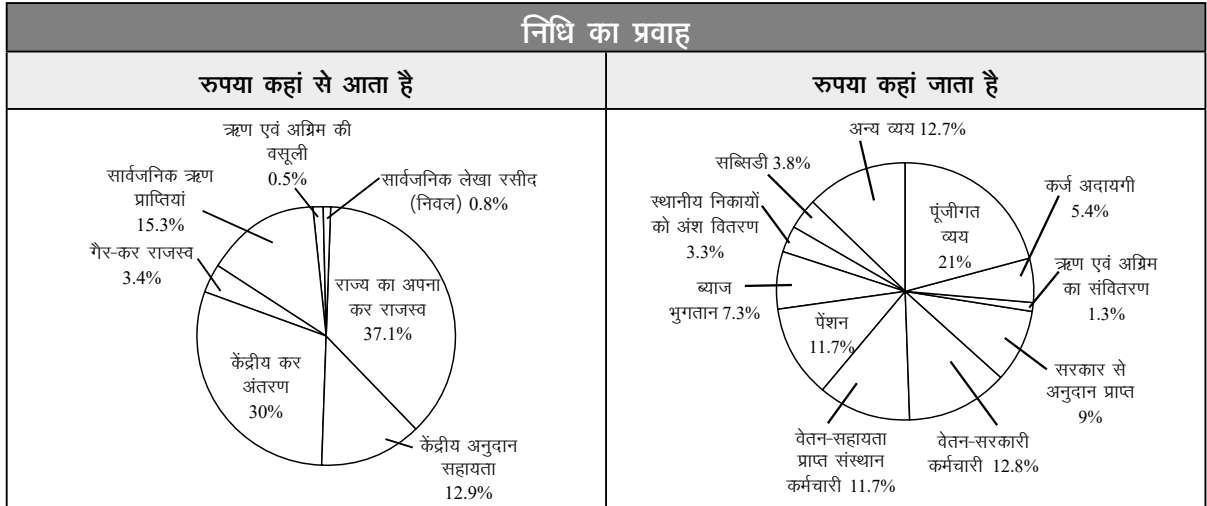 निधि का प्रवाह
रुपया कहां से आता है
ऋण एवं अग्रिम की
वसूली
0.5%
सार्वजनिक लेखा रसीद
(निवल) 0.8%
सार्वजनिक ऋण
प्राप्तियां
15.3%
गैर-कर राजस्व
3.4%
राज्य का अपना
कर राजस्व
37.1%
केंद्रीय कर
अंतरण
30%
केंद्रीय अनुदान
सहायता
12.9%
रुपया कहां जाता है
अन्य व्यय 12.7%
सब्सिडी 3.8%
स्थानीय निकायों
को अंश वितरण
3.3%
ब्याज
भुगतान 7.3%
पेंशन
11.7%
पूंजीगत
व्यय
21%
कर्ज अदायगी
5.4%
ऋण एवं अग्रिम
का संवितरण
1.3%
सरकार से
अनुदान प्राप्त
9%
वेतन-सहायता
प्राप्त संस्थान
कर्मचारी 11.7%
वेतन-सरकारी
कर्मचारी 12.8%